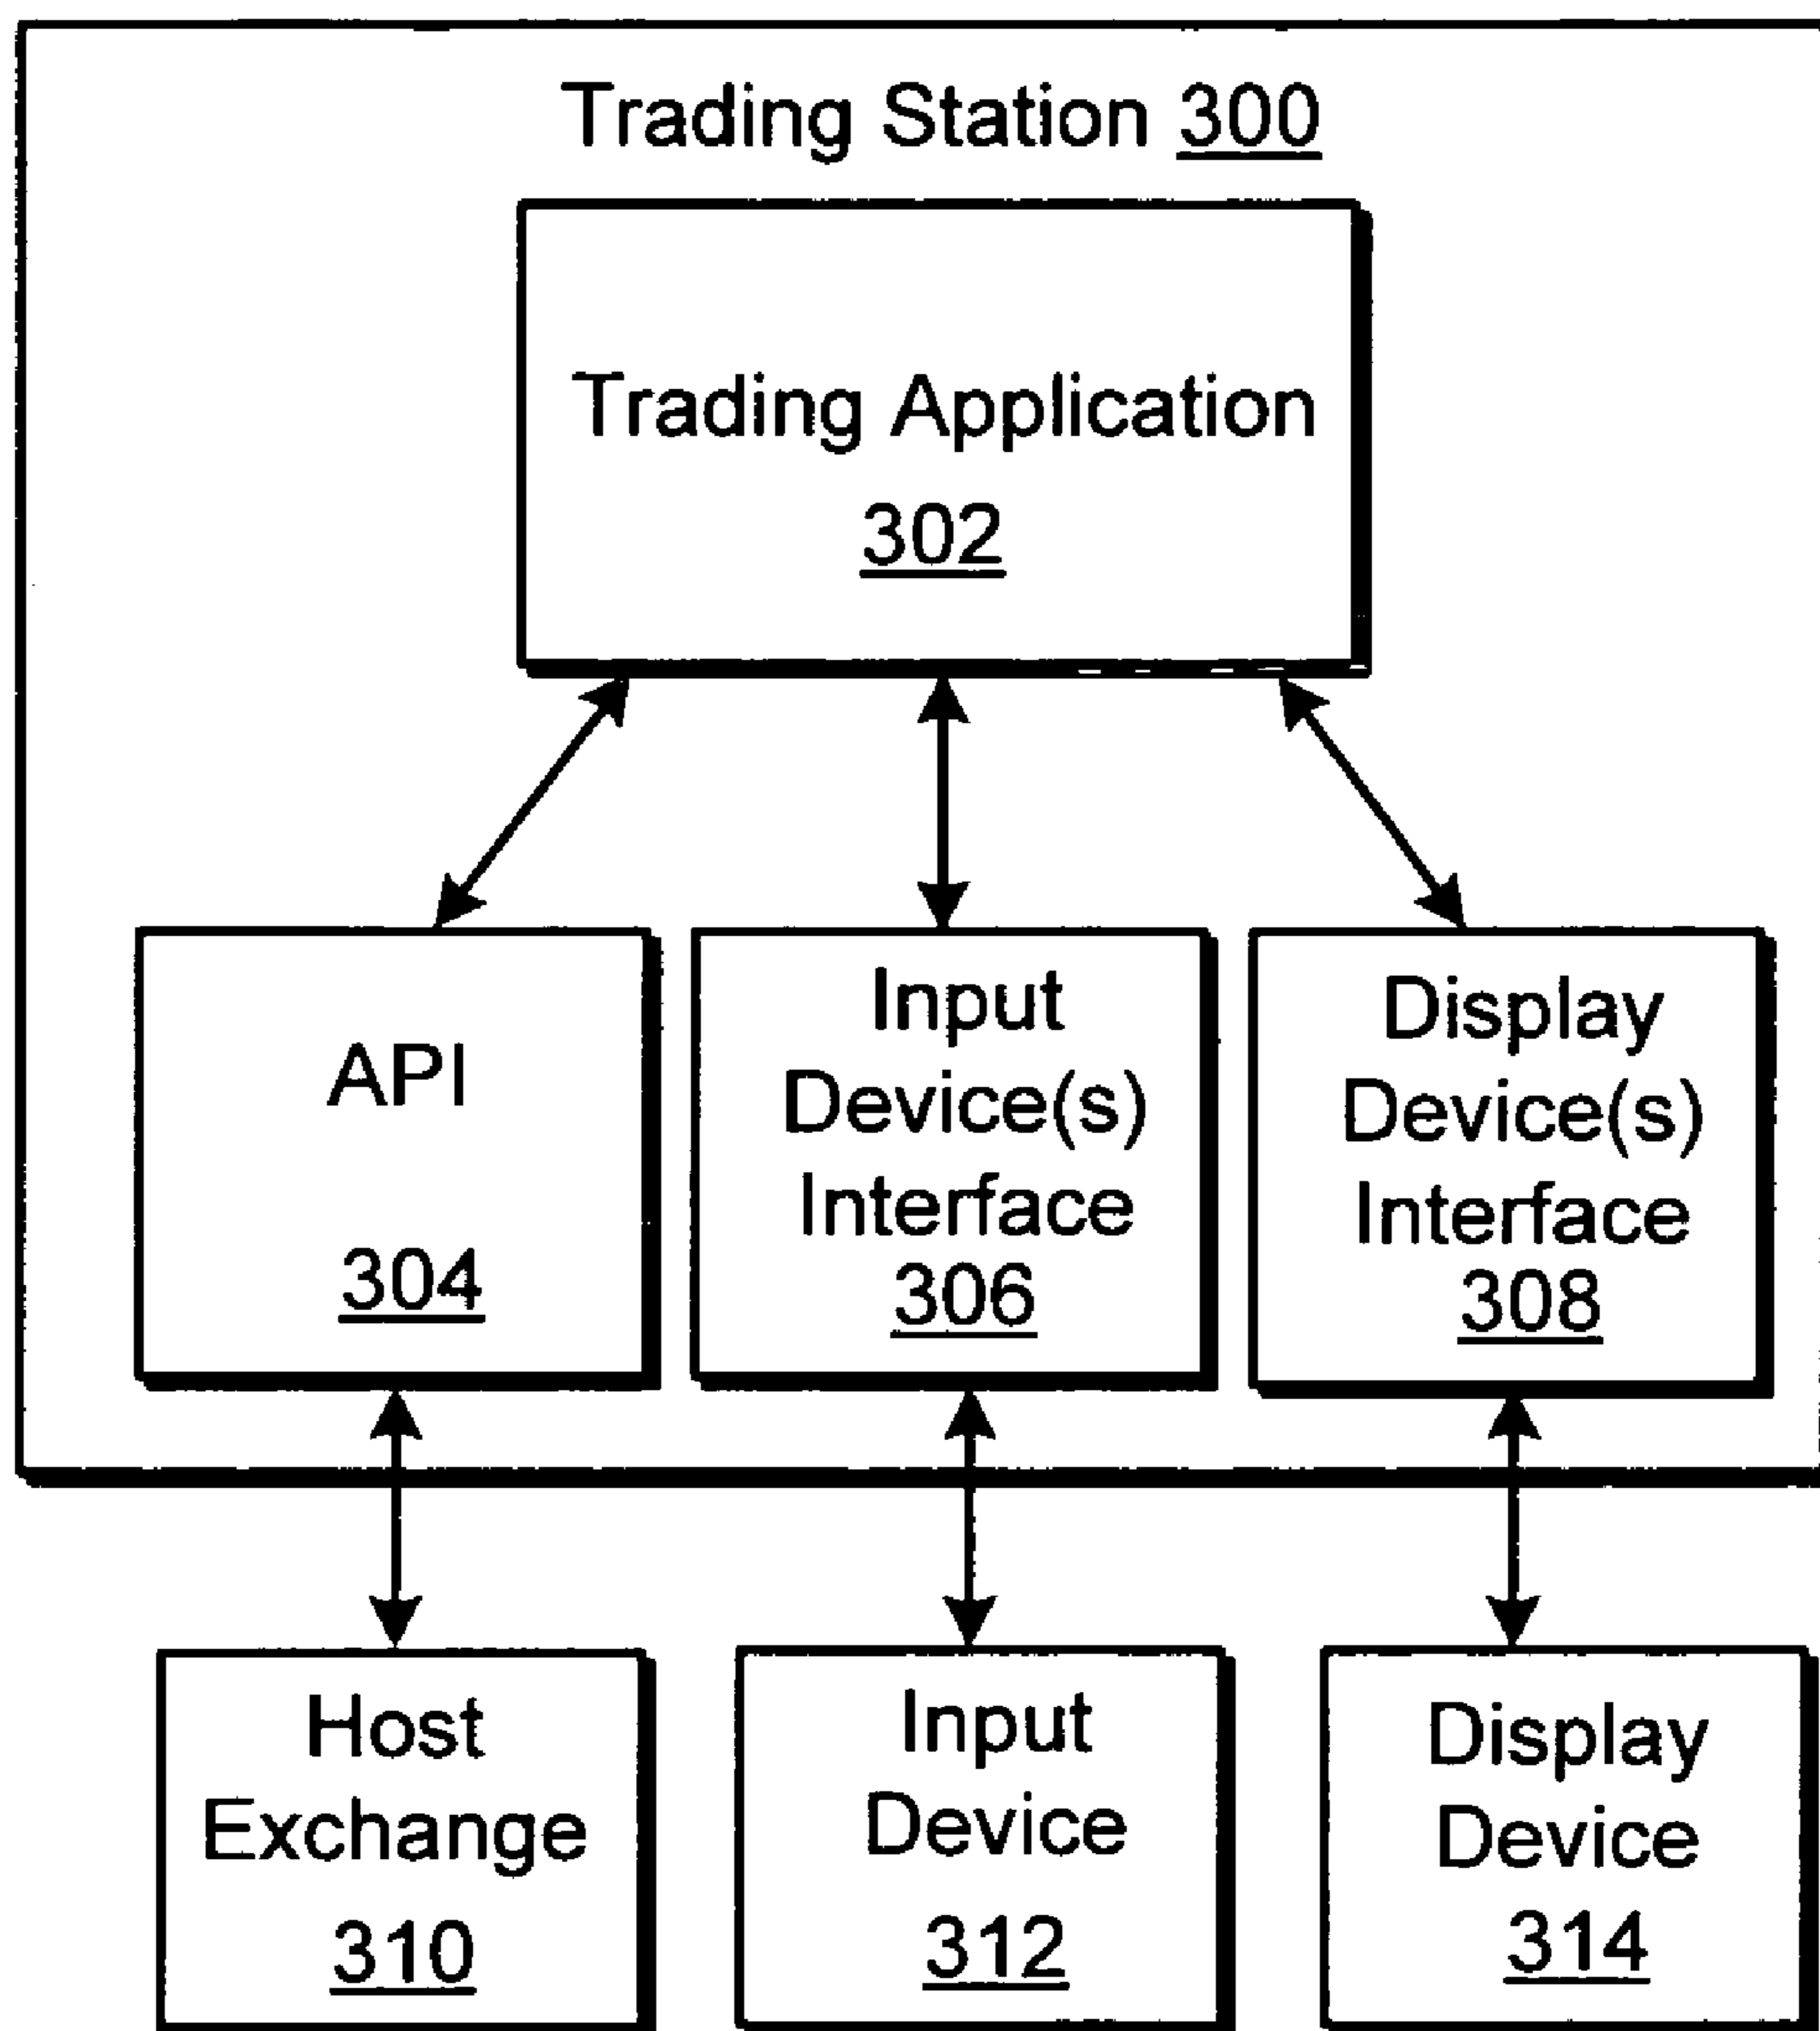 Trading Station 300
Trading Application
302
API
304
Input
Device(s)
Interface
306
Display
Device(s)
Interface
308
Host
Exchange
310
Input
Device
312
Display
Device
314